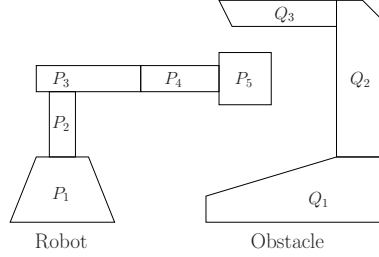 Q₃
P₃ P₄ P₅ Q₂
P₂
P₁ Q₁
Robot Obstacle